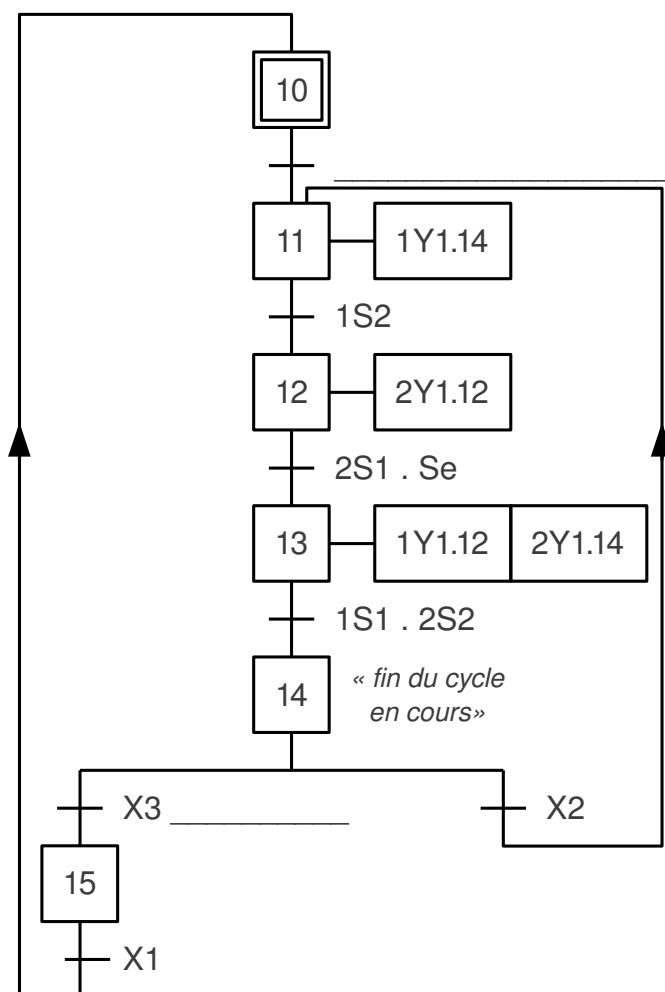 10
11 1Y1.14
1S2
12 2Y1.12
2S1 . Se
13 1Y1.12 2Y1.14
1S1 . 2S2
14 « fin du cycle
en cours»
X3 ____________ X2
15
X1